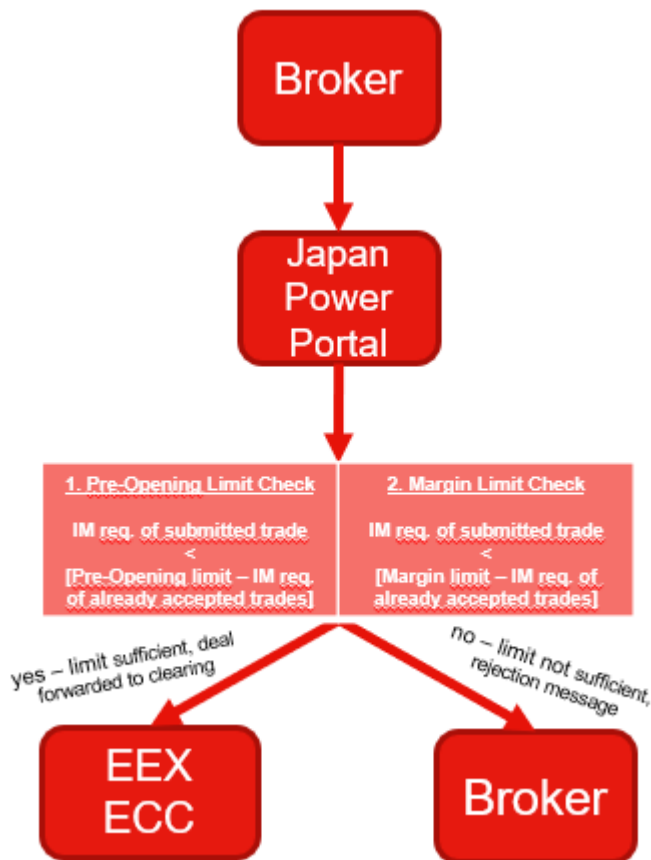 Broker
Japan
Power
Portal
1. Pre-Opening Limit Check
IM req. of submitted trade
<
[Pre-Opening limit – IM req.
of already accepted trades]
2. Margin Limit Check
IM req. of submitted trade
<
[Margin limit – IM req. of
already accepted trades]
yes – limit sufficient, deal
forwarded to clearing
no – limit not sufficient,
rejection message
EEX
ECC
Broker